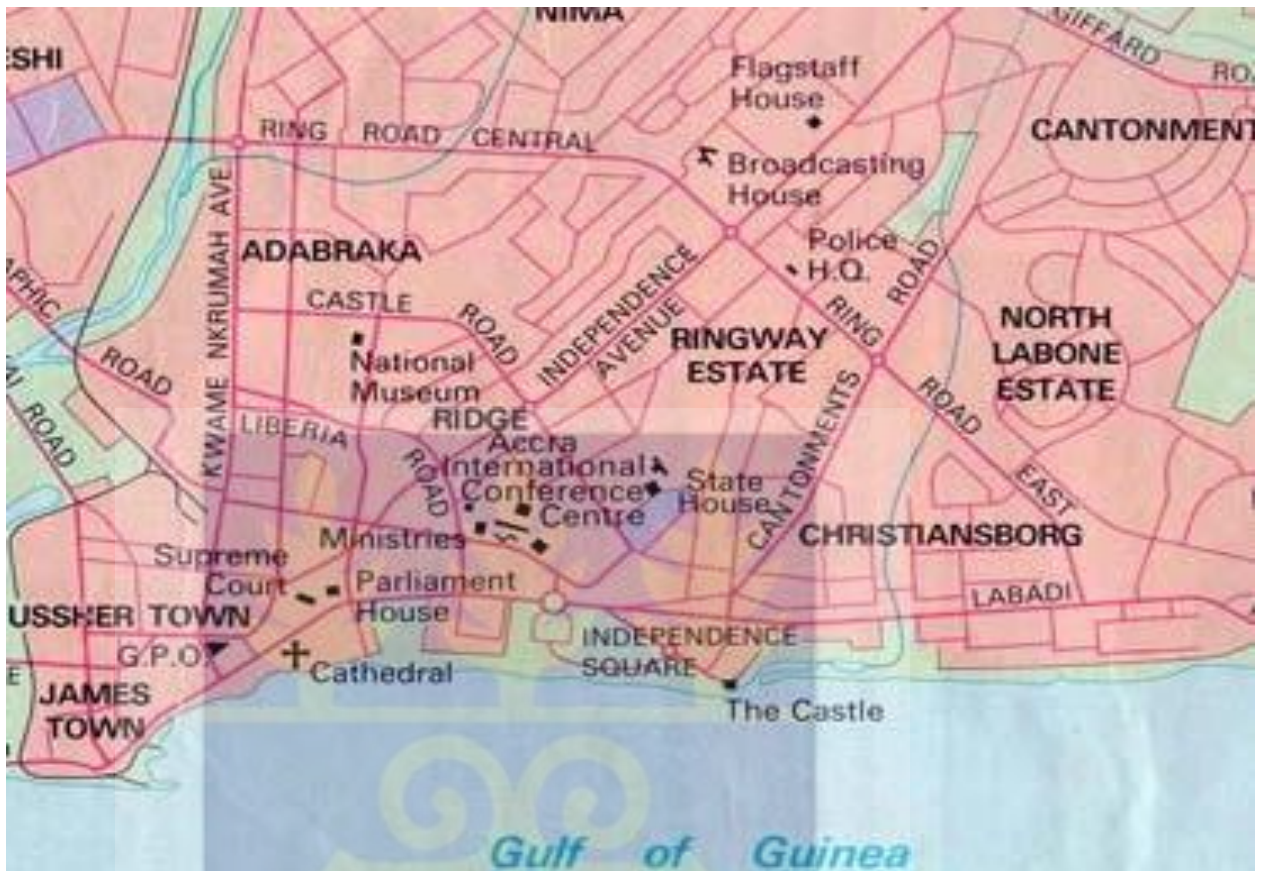 NIMA
GIFFARD
ESHI
Flagstaff
House
CANTONMENT
RING ROAD CENTRAL
Broadcasting
House
KWAME NKRUMAH AVE
ADABRAKA
Police
H.Q.
APHIC
ROAD
CASTLE
ROAD
INDEPENDENCE
AVENUE
RING
ROAD
EAST
ROAD
CANTONMENTS
NORTH
LABONE
ESTATE
RINGWAY
ESTATE
National
Museum
ROAD
LIBERIA
ROAD
RIDGE
Accra
International
Conference
Centre
State
House
Ministries
CHRISTIANSBORG
Supreme
Court
Parliament
House
LABADI
USSHER TOWN
G.P.O.
INDEPENDENCE
SQUARE
Cathedral
JAMES
TOWN
The Castle
Gulf of Guinea